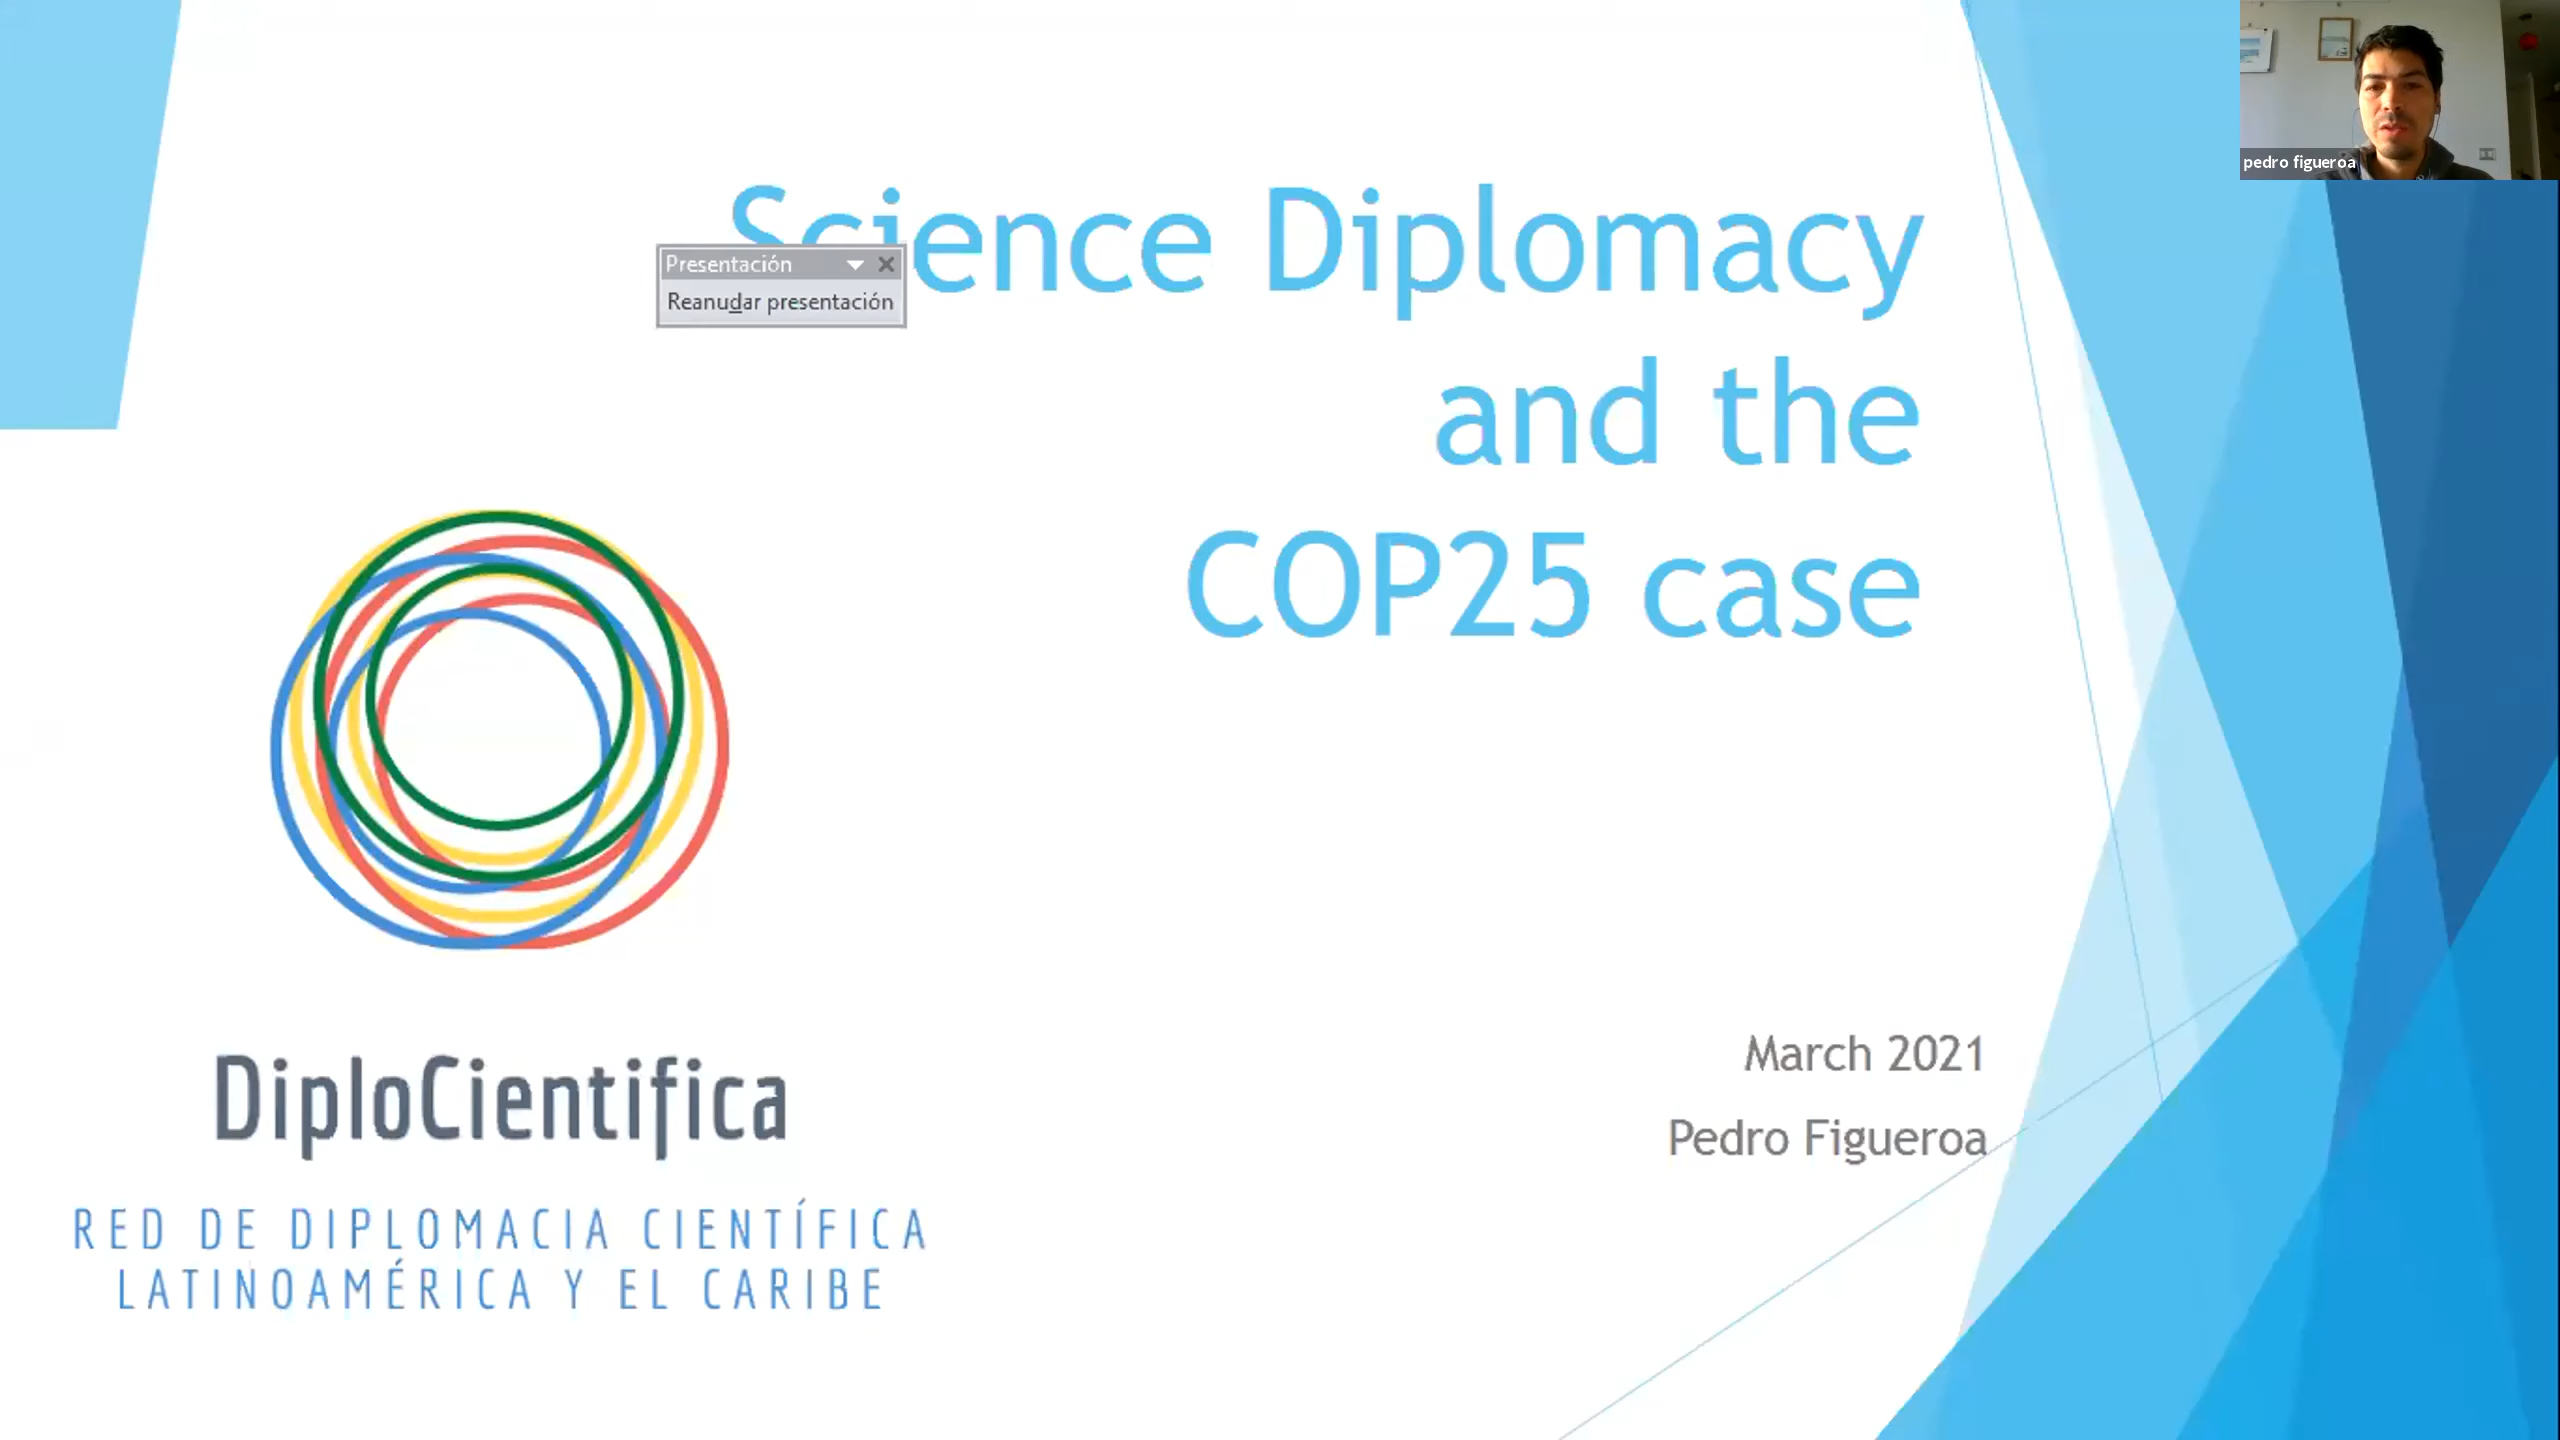 pedro figueroa
Science Diplomacy
Presentación
Reanudar presentación
and the
COP25 case
March 2021
Pedro Figueroa
DiploCientífica
RED DE DIPLOMACIA CIENTÍFICA
LATINOAMÉRICA Y EL CARIBE